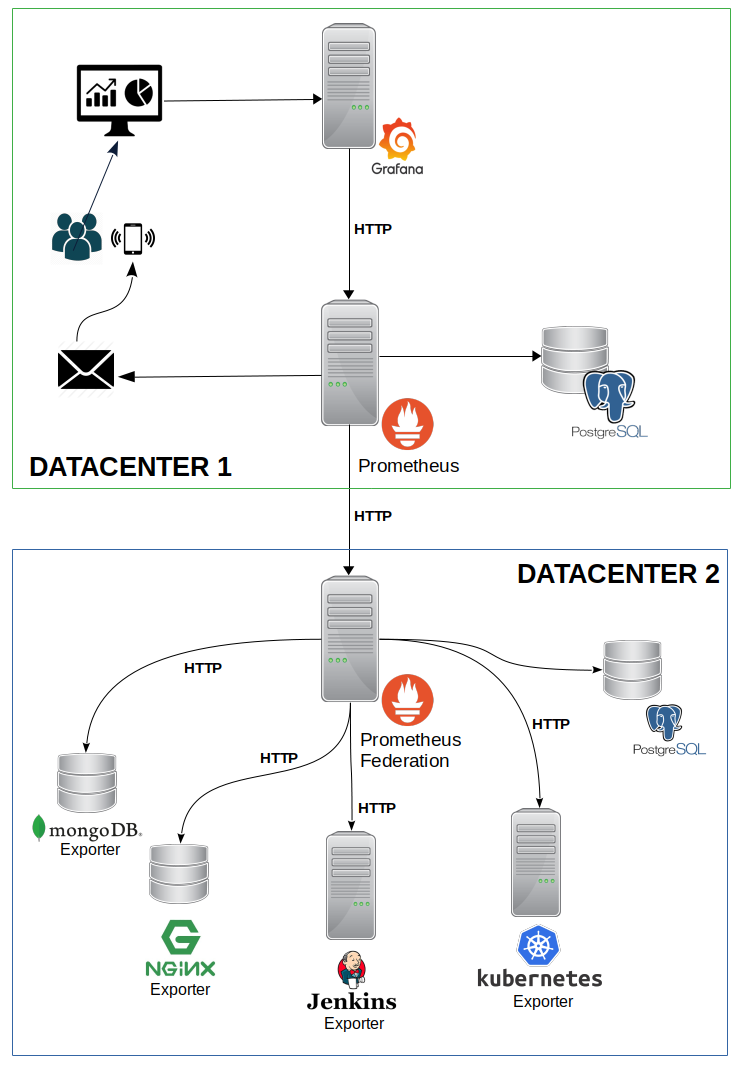 Grafana
HTTP
PostgreSQL
Prometheus
DATACENTER 1
HTTP
DATACENTER 2
HTTP
HTTP
PostgreSQL
Prometheus
Federation
HTTP
HTTP
mongoDB®
Exporter
NGINX
Exporter
Jenkins
Exporter
kubernetes
Exporter